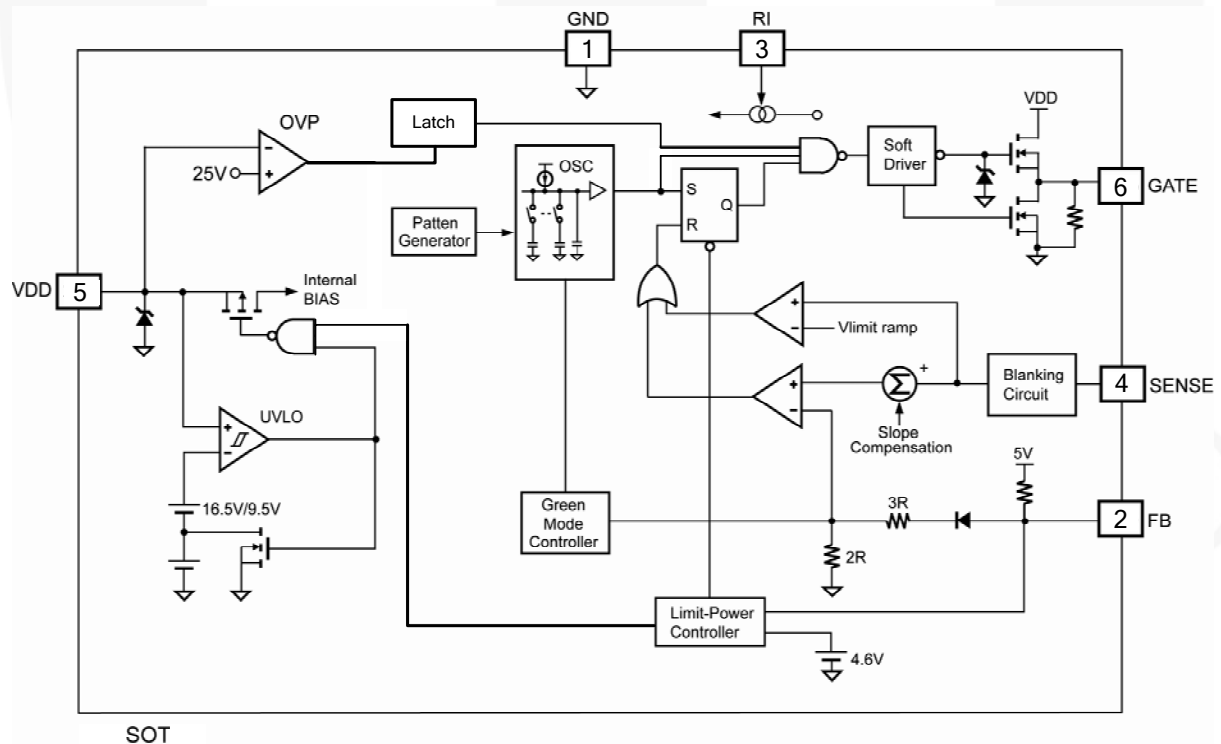 GND
1
RI
3
OVP
25V
Latch
Patten
Generator
OSC
S
Q
R
Soft
Driver
VDD
6
GATE
VDD
5
Internal
BIAS
+
-
Vlimit ramp
+
-
Σ
+
Slope
Compensation
Blanking
Circuit
4
SENSE
-
+
UVLO
+
-
16.5V/9.5V
Green
Mode
Controller
3R
2R
5V
2
FB
Limit-Power
Controller
4.6V
SOT